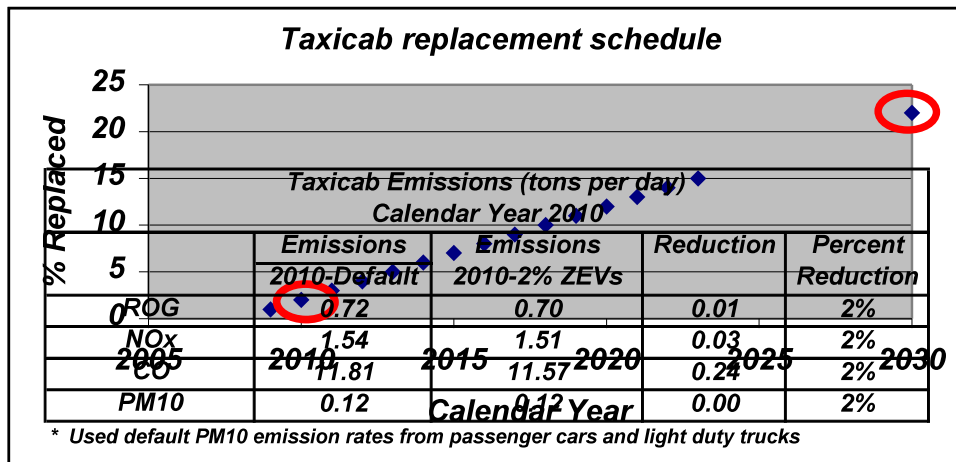 Taxicab replacement schedule
% Replaced
25
20
15
10
5
0
2005 2010 2015 2020 2025 2030
Calendar Year
Taxicab Emissions (tons per day)
Calendar Year 2010
Emissions Emissions Reduction Percent
2010-Default 2010-2% ZEVs Reduction
ROG 0.72 0.70 0.01 2%
NOx 1.54 1.51 0.03 2%
CO 11.81 11.57 0.24 2%
PM10 0.12 0.12 0.00 2%
* Used default PM10 emission rates from passenger cars and light duty trucks